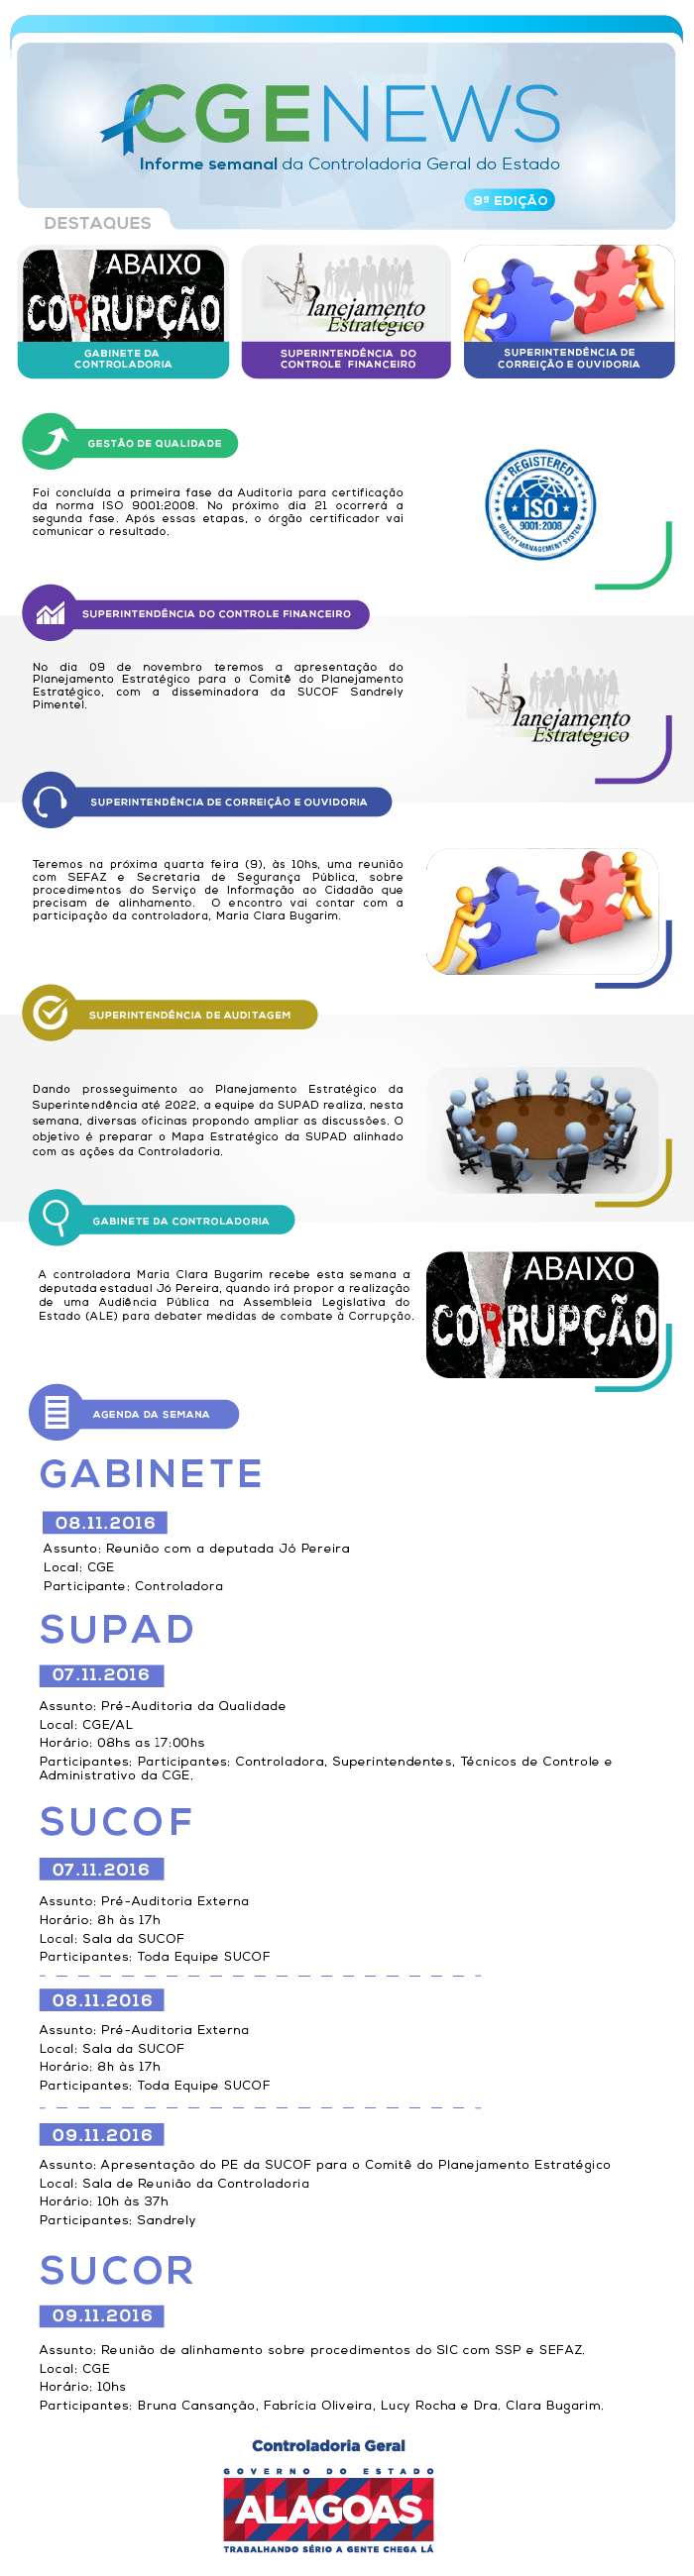 CGENEWS
Informe semanal da Controladoria Geral do Estado
9ª EDIÇÃO
DESTAQUES
ABAIXO
CORRUPÇÃO
GABINETE DA
CONTROLADORIA
Planejamento
Estratégico
SUPERINTENDÊNCIA DO
CONTROLE FINANCEIRO
SUPERINTENDÊNCIA DE
CORREIÇÃO E OUVIDORIA
GESTÃO DE QUALIDADE
Foi concluída a primeira fase da Auditoria para certificação
da norma ISO 9001:2008. No próximo dia 21 ocorrerá a
segunda fase. Após essas etapas, o órgão certificador vai
comunicar o resultado.
REGISTERED
ISO
9001:2008
QUALITY MANAGEMENT SYSTEM
SUPERINTENDÊNCIA DO CONTROLE FINANCEIRO
No dia 09 de novembro teremos a apresentação do
Planejamento Estratégico para o Comitê do Planejamento
Estratégico, com a disseminadora da SUCOF Sandrely
Pimentel.
Planejamento
Estratégico
SUPERINTENDÊNCIA DE CORREIÇÃO E OUVIDORIA
Teremos na próxima quarta feira (9), às 10hs, uma reunião
com SEFAZ e Secretaria de Segurança Pública, sobre
procedimentos do Serviço de Informação ao Cidadão que
precisam de alinhamento. O encontro vai contar com a
participação da controladora, Maria Clara Bugarim.
SUPERINTENDÊNCIA DE AUDITAGEM
Dando prosseguimento ao Planejamento Estratégico da
Superintendência até 2022, a equipe da SUPAD realiza, nesta
semana, diversas oficinas propondo ampliar as discussões. O
objetivo é preparar o Mapa Estratégico da SUPAD alinhado
com as ações da Controladoria.
GABINETE DA CONTROLADORIA
A controladora Maria Clara Bugarim recebe esta semana a
deputada estadual Jó Pereira, quando irá propor a realização
de uma Audiência Pública na Assembleia Legislativa do
Estado (ALE) para debater medidas de combate à Corrupção.
ABAIXO
CORRUPÇÃO
AGENDA DA SEMANA
GABINETE
08.11.2016
Assunto: Reunião com a deputada Jó Pereira
Local: CGE
Participante: Controladora
SUPAD
07.11.2016
Assunto: Pré-Auditoria da Qualidade
Local: CGE/AL
Horário: 08hs as 17:00hs
Participantes: Participantes: Controladora, Superintendentes, Técnicos de Controle e
Administrativo da CGE.
SUCOF
07.11.2016
Assunto: Pré-Auditoria Externa
Horário: 8h às 17h
Local: Sala da SUCOF
Participantes: Toda Equipe SUCOF
08.11.2016
Assunto: Pré-Auditoria Externa
Local: Sala da SUCOF
Horário: 8h às 17h
Participantes: Toda Equipe SUCOF
09.11.2016
Assunto: Apresentação do PE da SUCOF para o Comitê do Planejamento Estratégico
Local: Sala de Reunião da Controladoria
Horário: 10h às 37h
Participantes: Sandrely
SUCOR
09.11.2016
Assunto: Reunião de alinhamento sobre procedimentos do SIC com SSP e SEFAZ.
Local: CGE
Horário: 10hs
Participantes: Bruna Cansanção, Fabrícia Oliveira, Lucy Rocha e Dra. Clara Bugarim.
Controladoria Geral
GOVERNO DO ESTADO
ALAGOAS
TRABALHANDO SÉRIO A GENTE CHEGA LÁ